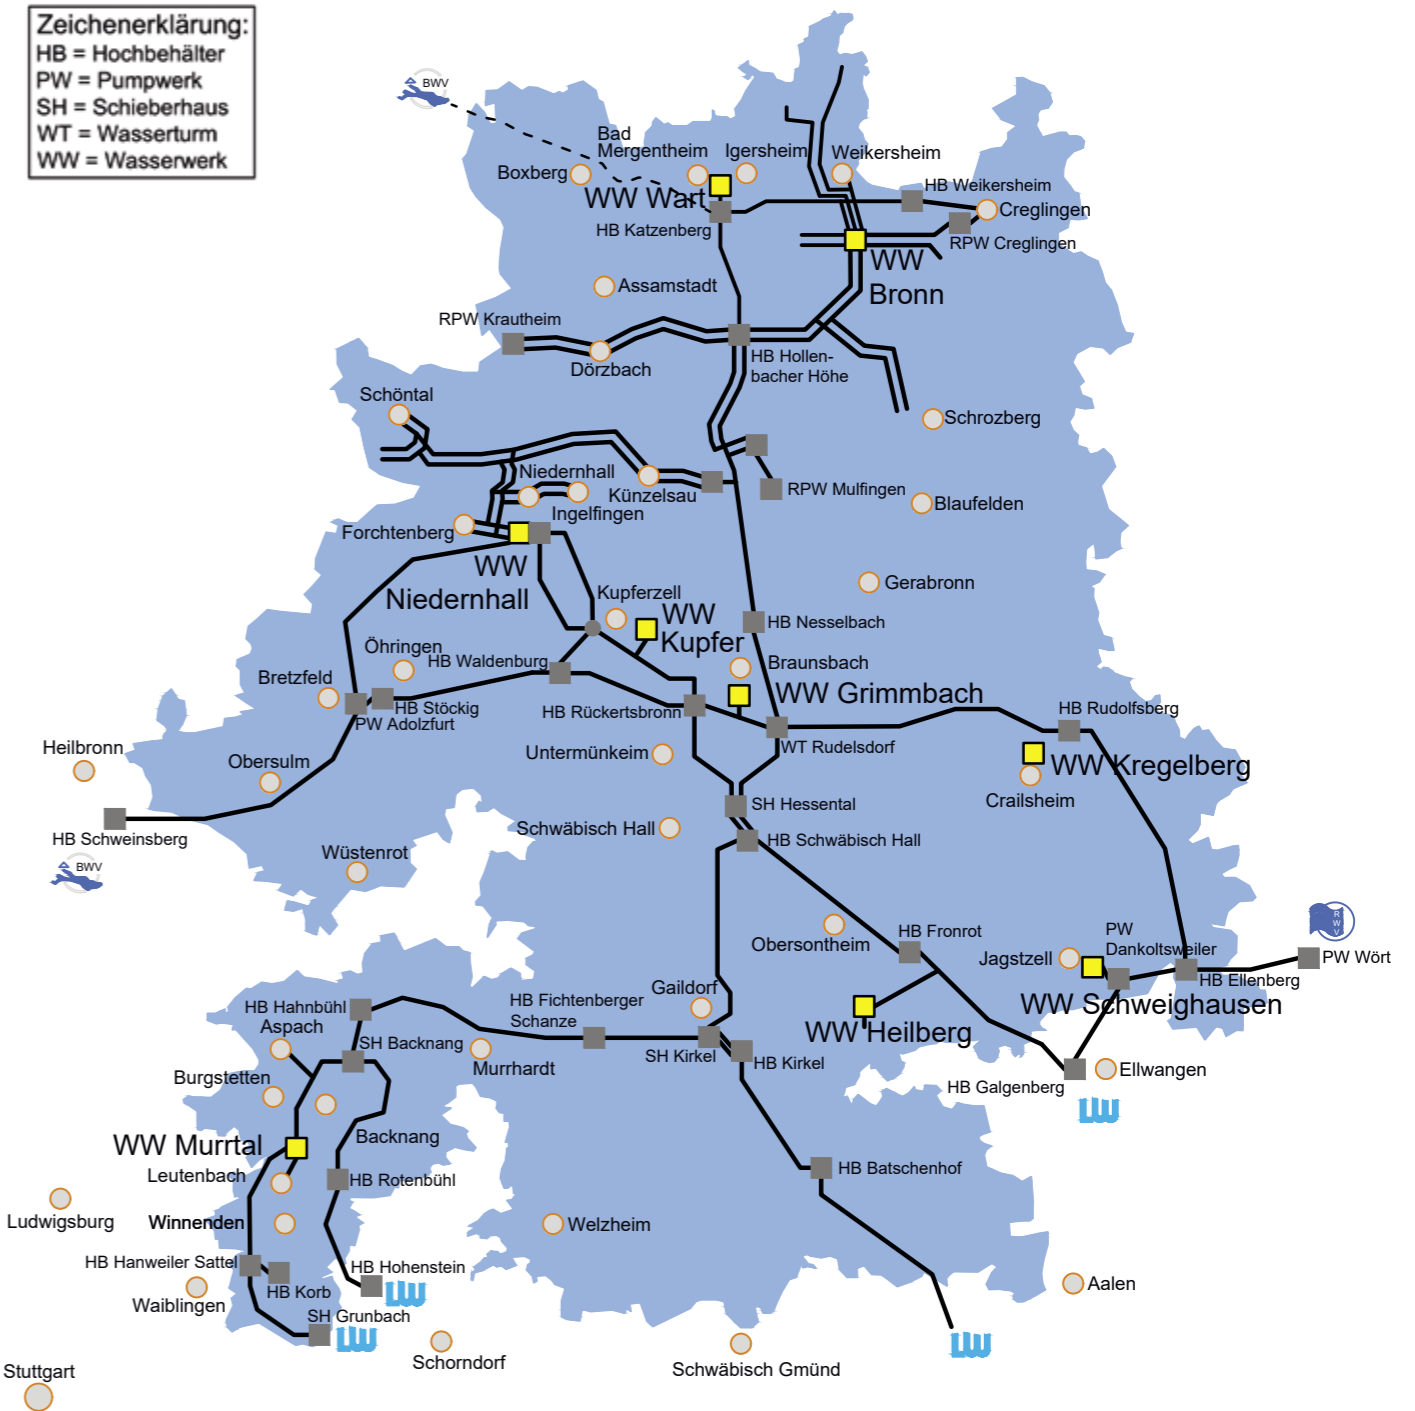 Zeichenerklärung:
HB = Hochbehälter
PW = Pumpwerk
SH = Schieberhaus
WT = Wasserturm
WW = Wasserwerk
BWV
Bad
Mergentheim
Igersheim
Weikersheim
Boxberg
WW Wart
HB Weikersheim
Creglingen
HB Katzenberg
RPW Creglingen
WW
Bronn
Assamstadt
RPW Krautheim
Dörzbach
HB Hollen-
bacher Höhe
Schöntal
Schrozberg
Niedernhall
Künzelsau
RPW Mulfingen
Ingelfingen
Blaufelden
Forchtenberg
WW
Niedernhall
Gerabronn
Kupferzell
WW
Kupfer
HB Nesselbach
Öhringen
HB Waldenburg
Braunsbach
Bretzfeld
WW Grimmbach
HB Stöckig
PW Adolzfurt
HB Rückertsbronn
HB Rudolfsberg
WT Rudelsdorf
Heilbronn
Untermünkeim
Obersulm
WW Kregelberg
Crailsheim
SH Hessental
Schwäbisch Hall
HB Schwäbisch Hall
HB Schweinsberg
BWV
Wüstenrot
RWV
Obersontheim
HB Fronrot
PW
Dankoltsweiler
Jagstzell
PW Wört
HB Ellenberg
WW Schweighausen
Gaildorf
HB Fichtenberger
Schanze
HB Hahnbühl
Aspach
WW Heilberg
SH Backnang
Murrhardt
SH Kirkel
HB Kirkel
Burgstetten
HB Galgenberg
Ellwangen
LW
Backnang
WW Murrtal
Leutenbach
HB Rotenbühl
HB Batschenhof
Ludwigsburg
Winnenden
Welzheim
HB Hanweiler Sattel
HB Hohenstein
LW
HB Korb
Waiblingen
Aalen
SH Grunbach
LW
LW
Schorndorf
Schwäbisch Gmünd
Stuttgart